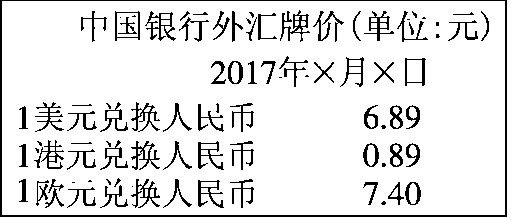 中国银行外汇牌价(单位:元)
2017年×月×日
1美元兑换人民币 6.89
1港元兑换人民币 0.89
1欧元兑换人民币 7.40